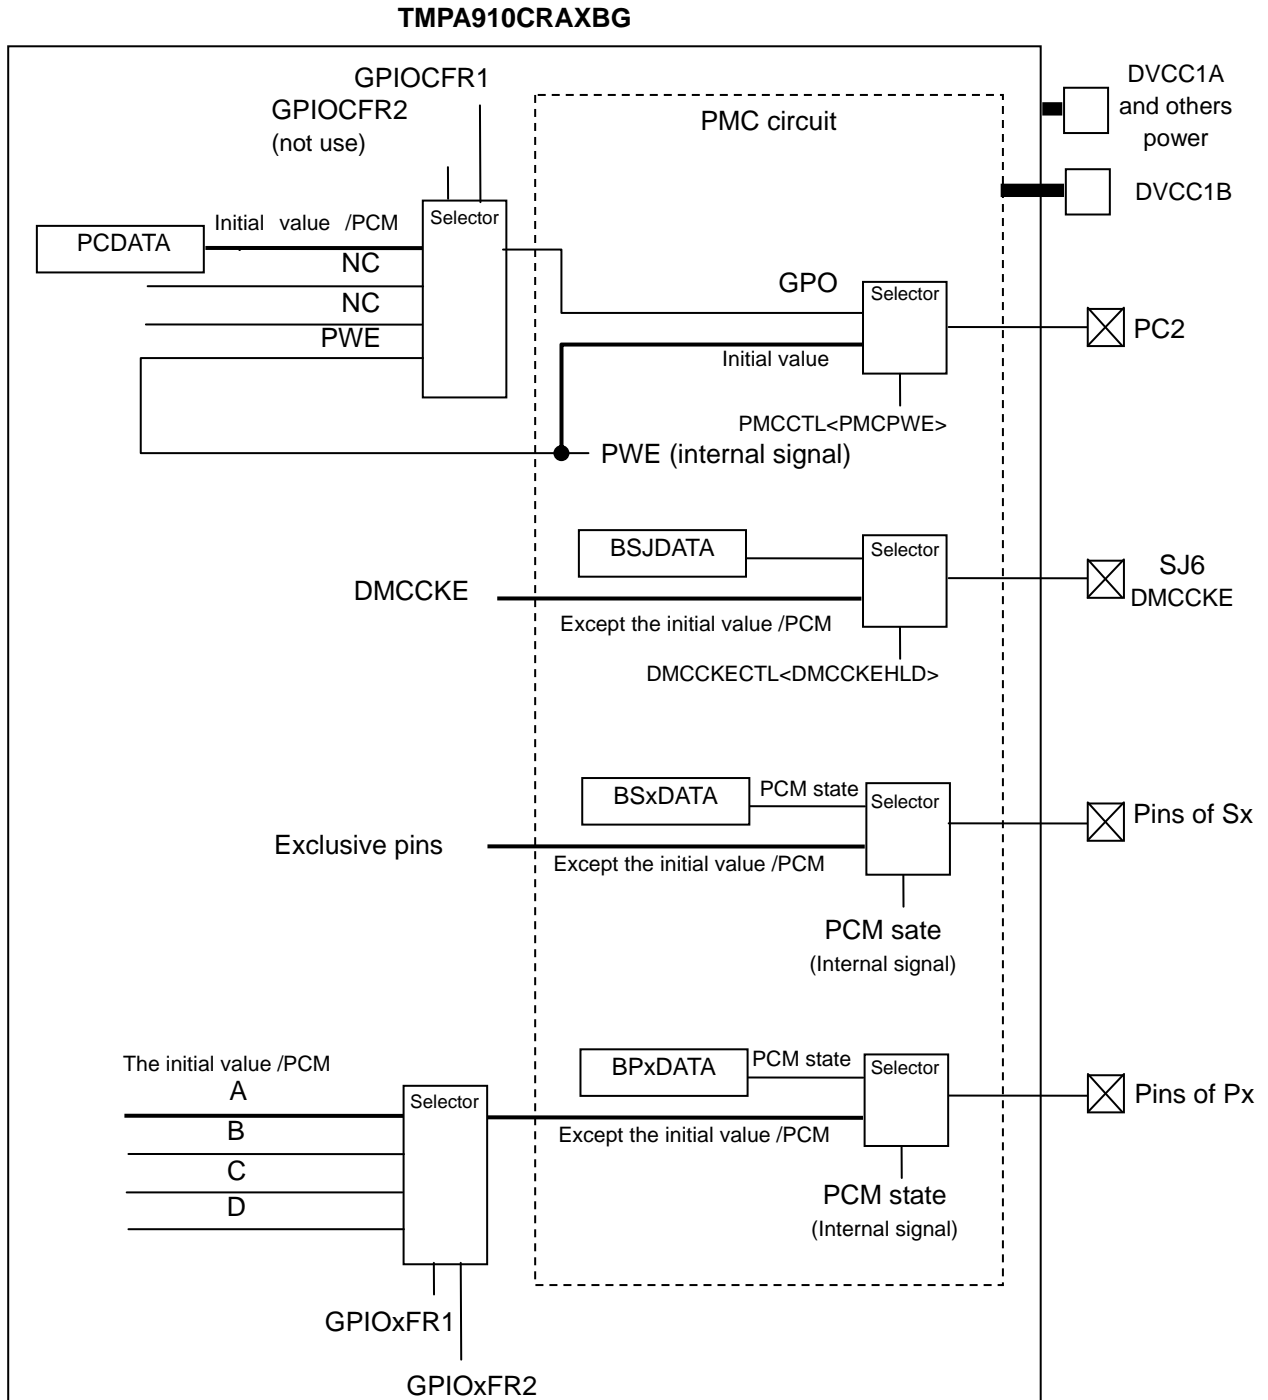 TMPA910CRAXBG
GPIOCFR1
GPIOCFR2
(not use)
PMC circuit
DVCC1A
and others
power
DVCC1B
PCDATA
Initial value /PCM
Selector
NC
NC
PWE
GPO
Selector
Initial value
PC2
PMCCTL<PMCPWE>
PWE (internal signal)
BSJDATA
Selector
DMCCKE
Except the initial value /PCM
SJ6
DMCCKE
DMCCKECTL<DMCCKEHLD>
BSxDATA
PCM state
Selector
Pins of Sx
Exclusive pins
Except the initial value /PCM
PCM sate
(Internal signal)
The initial value /PCM
A
B
C
D
Selector
BPxDATA
PCM state
Selector
Pins of Px
Except the initial value /PCM
PCM state
(Internal signal)
GPIOxFR1
GPIOxFR2